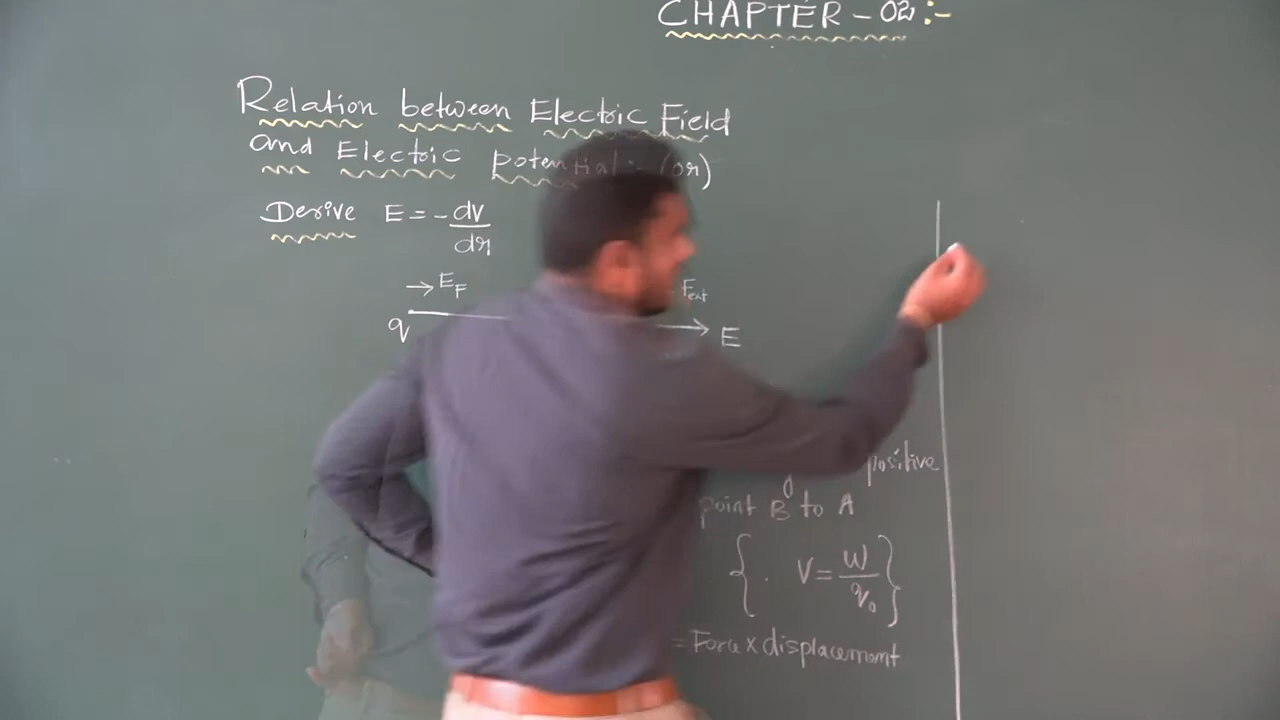 CHAPTER - 02 :-
Relation between Electric Field
and Electric potential : (or)
Derive E = - dV/dr
→ E_F
F_ext
q
E
positive
point B to A
{ . V = W/q₀ }
= Force x displacement